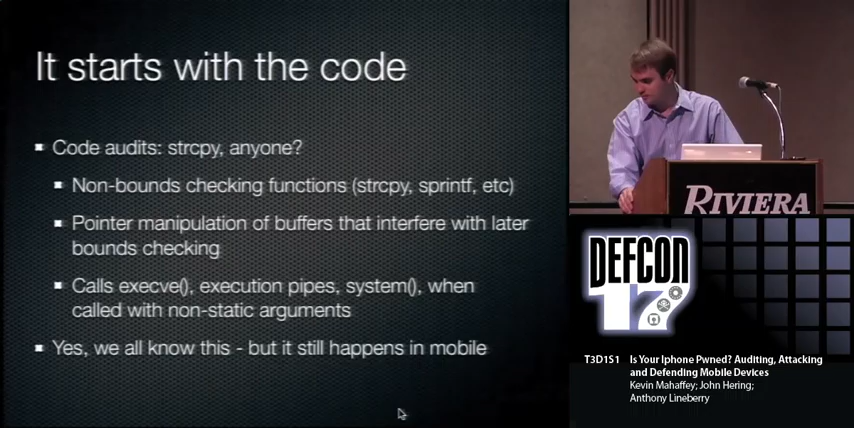 It starts with the code
Code audits: strcpy, anyone?
Non-bounds checking functions (strcpy, sprintf, etc)
Pointer manipulation of buffers that interfere with later
bounds checking
Calls execve(), execution pipes, system(), when
called with non-static arguments
Yes, we all know this - but it still happens in mobile
RIVIERA
DEFCON
17
T3D1S1 Is Your Iphone Pwned? Auditing, Attacking
and Defending Mobile Devices
Kevin Mahaffey; John Hering;
Anthony Lineberry